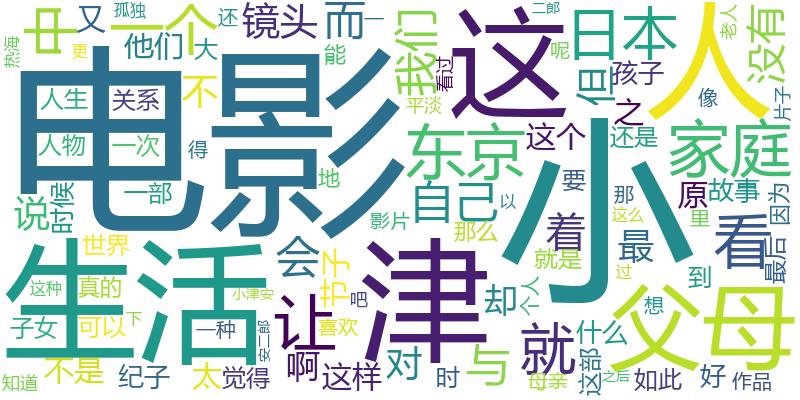 孤独
二郎
中
又
一个
镜头
而
一
这
日本
人
没有
老人
热海
更
他们
还
大
能
我们
看过
呢
但
孩子
像
片子
电影
人生
关系
不
平淡
之
人物
一次
得
东京
这个
还是
家庭
小
说
时候
一部
地
自己
以
要
那
原
故事
因为
影片
着
里
最
看
最后
世界
会
节子
那么
就是
这么
到
过
生活
津
这种
真的
小津安
吧
却
个人
想
父母
子女
可以
下
一种
安二郎
让
喜欢
就
什么
知道
不是
纪子
太
觉得
啊
这样
对
时
与
母亲
这部
之后
如此
好
作品